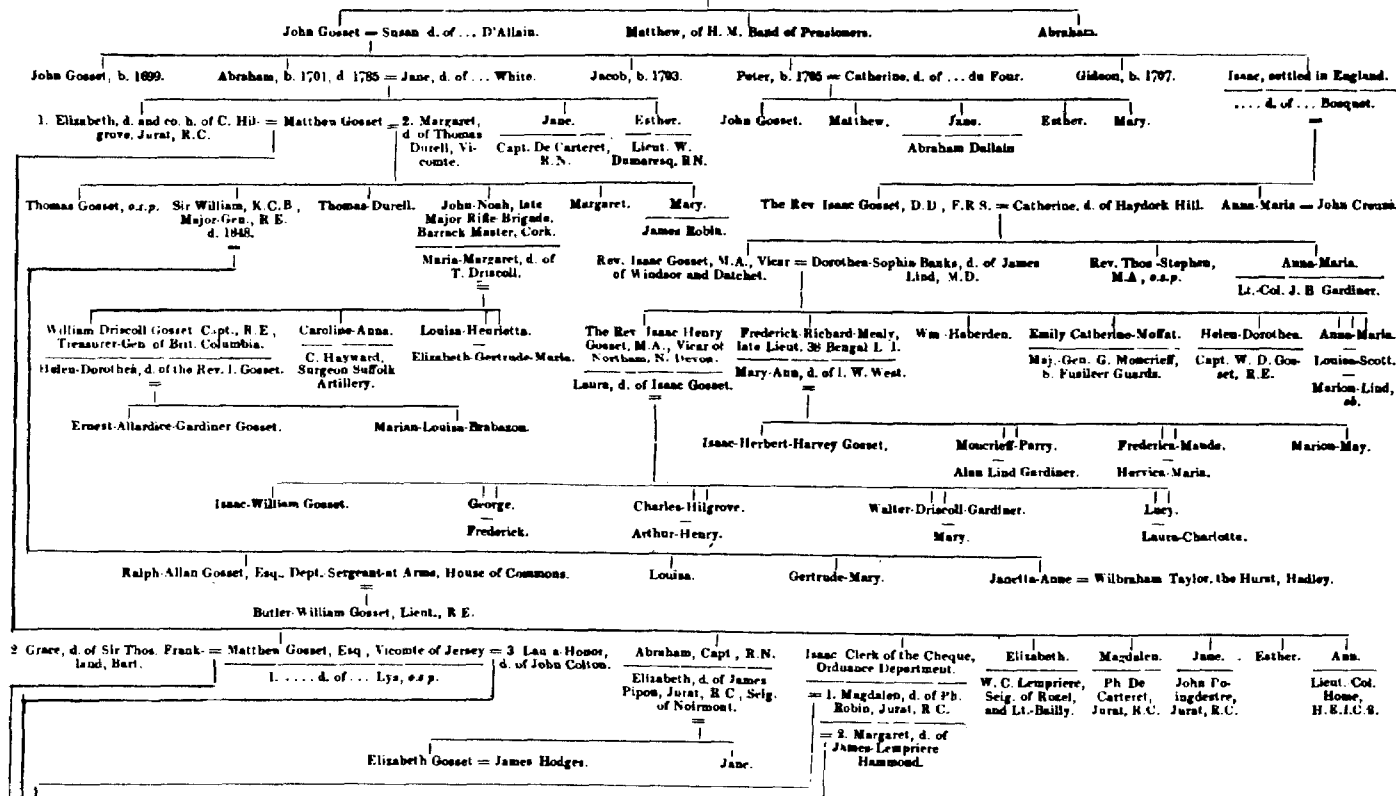 John Gosset = Susan d. of ... D'Allain. Matthew, of H. M. Band of Pensioners. Abraham.
John Gosset, b. 1699. Abraham, b. 1701, d 1785 = Jane, d. of ... White. Jacob, b. 1703. Peter, b. 1705 = Catherine, d. of ... du Four. Gideon, b. 1707. Isaac, settled in England.
.... d. of ... Bosquet.
1. Elizabeth, d. and co. h. of C. Hil-
grove, Jurat, R.C.
= Matthew Gosset =
2. Margaret,
d. of Thomas
Durell, Vi-
comte.
Jane.
Capt. De Carteret,
R.N.
Esther.
Lieut. W.
Dumaresq, RN.
John Gosset. Matthew. Jane. Esther. Mary.
Abraham Dallain
Thomas Gosset, o.s.p.
Sir William, K.C.B,
Major-Gen., R E.
d. 1848.
Thomas-Durell.
John-Noah, late
Major Rifle Brigade,
Barrack Master, Cork.
Maria-Margaret, d. of
T. Driscoll.
Margaret.
Mary.
James Robin.
The Rev Isaac Gosset, D.D, F.R S. = Catherine, d. of Haydock Hill. Anna-Maria = John Creuzé.
Rev. Isaac Gosset, M.A., Vicar
of Windsor and Datchet.
= Dorothea-Sophia Banks, d. of James
Lind, M.D.
Rev. Thos-Stephen,
M.A, o.s.p.
Anna-Maria.
Lt.-Col. J. B Gardiner.
William Driscoll Gosset Capt., R.E,
Treasurer-Gen of Brit. Columbia.
Helen-Dorothea, d. of the Rev. I. Gosset.
Caroline-Anna.
C. Hayward,
Surgeon Suffolk
Artillery.
Louisa-Henrietta.
Elizabeth-Gertrude-Maria.
The Rev Isaac Henry
Gosset, M.A., Vicar of
Northam, N. Devon.
Laura, d. of Isaac Gosset.
Frederick-Richard-Mealy,
late Lieut. 38 Bengal L I.
Mary-Ann, d. of I. W. West.
Wm-Heberden.
Emily Catherine-Moffat.
Maj.-Gen. G. Moncrieff,
b. Fusileer Guards.
Helen-Dorothea.
Capt. W. D. Gos-
set, R.E.
Anna-Maria.
Louisa-Scott.
Marion-Lind,
ob.
Ernest-Allardice-Gardiner Gosset. Marian-Louisa-Brabazon.
Isaac-Herbert-Harvey Gosset, Moncrieff-Parry. Frederica-Maude. Marion-May.
Alan Lind Gardiner. Hervica-Maria.
Isaac-William Gosset. George. Charles-Hilgrove. Walter-Driscoll-Gardiner. Lucy.
Frederick. Arthur-Henry. Mary. Laura-Charlotte.
Ralph-Allan Gosset, Esq., Dept. Sergeant-at Arms, House of Commons. Louisa. Gertrude-Mary. Janetta-Anne = Wilbraham Taylor, the Hurst, Hadley.
Butler-William Gosset, Lieut., R E.
2 Grace, d. of Sir Thos. Frank-
land, Bart.
= Matthew Gosset, Esq, Vicomte of Jersey =
1. .... d. of ... Lys, o.s.p.
3 Lau a-Honor,
d. of John Colton.
Abraham, Capt, R.N.
Elizabeth, d. of James
Pipon, Jurat, R C, Seig.
of Noirmont.
Isaac Clerk of the Cheque,
Ordnance Department.
= 1. Magdalen, d. of Ph.
Robin, Jurat, R C.
= 2. Margaret, d. of
James-Lempriere
Hammond.
Elizabeth.
W. C. Lempriere,
Seig. of Rozel,
and Lt.-Bailly.
Magdalen.
Ph De
Carteret,
Jurat, R.C.
Jane.
John Po-
ingdestre,
Jurat, R.C.
Esther.
Ann.
Lieut. Col.
Home,
H.E.I.C.S.
Elizabeth Gosset = James Hodges. Jane.